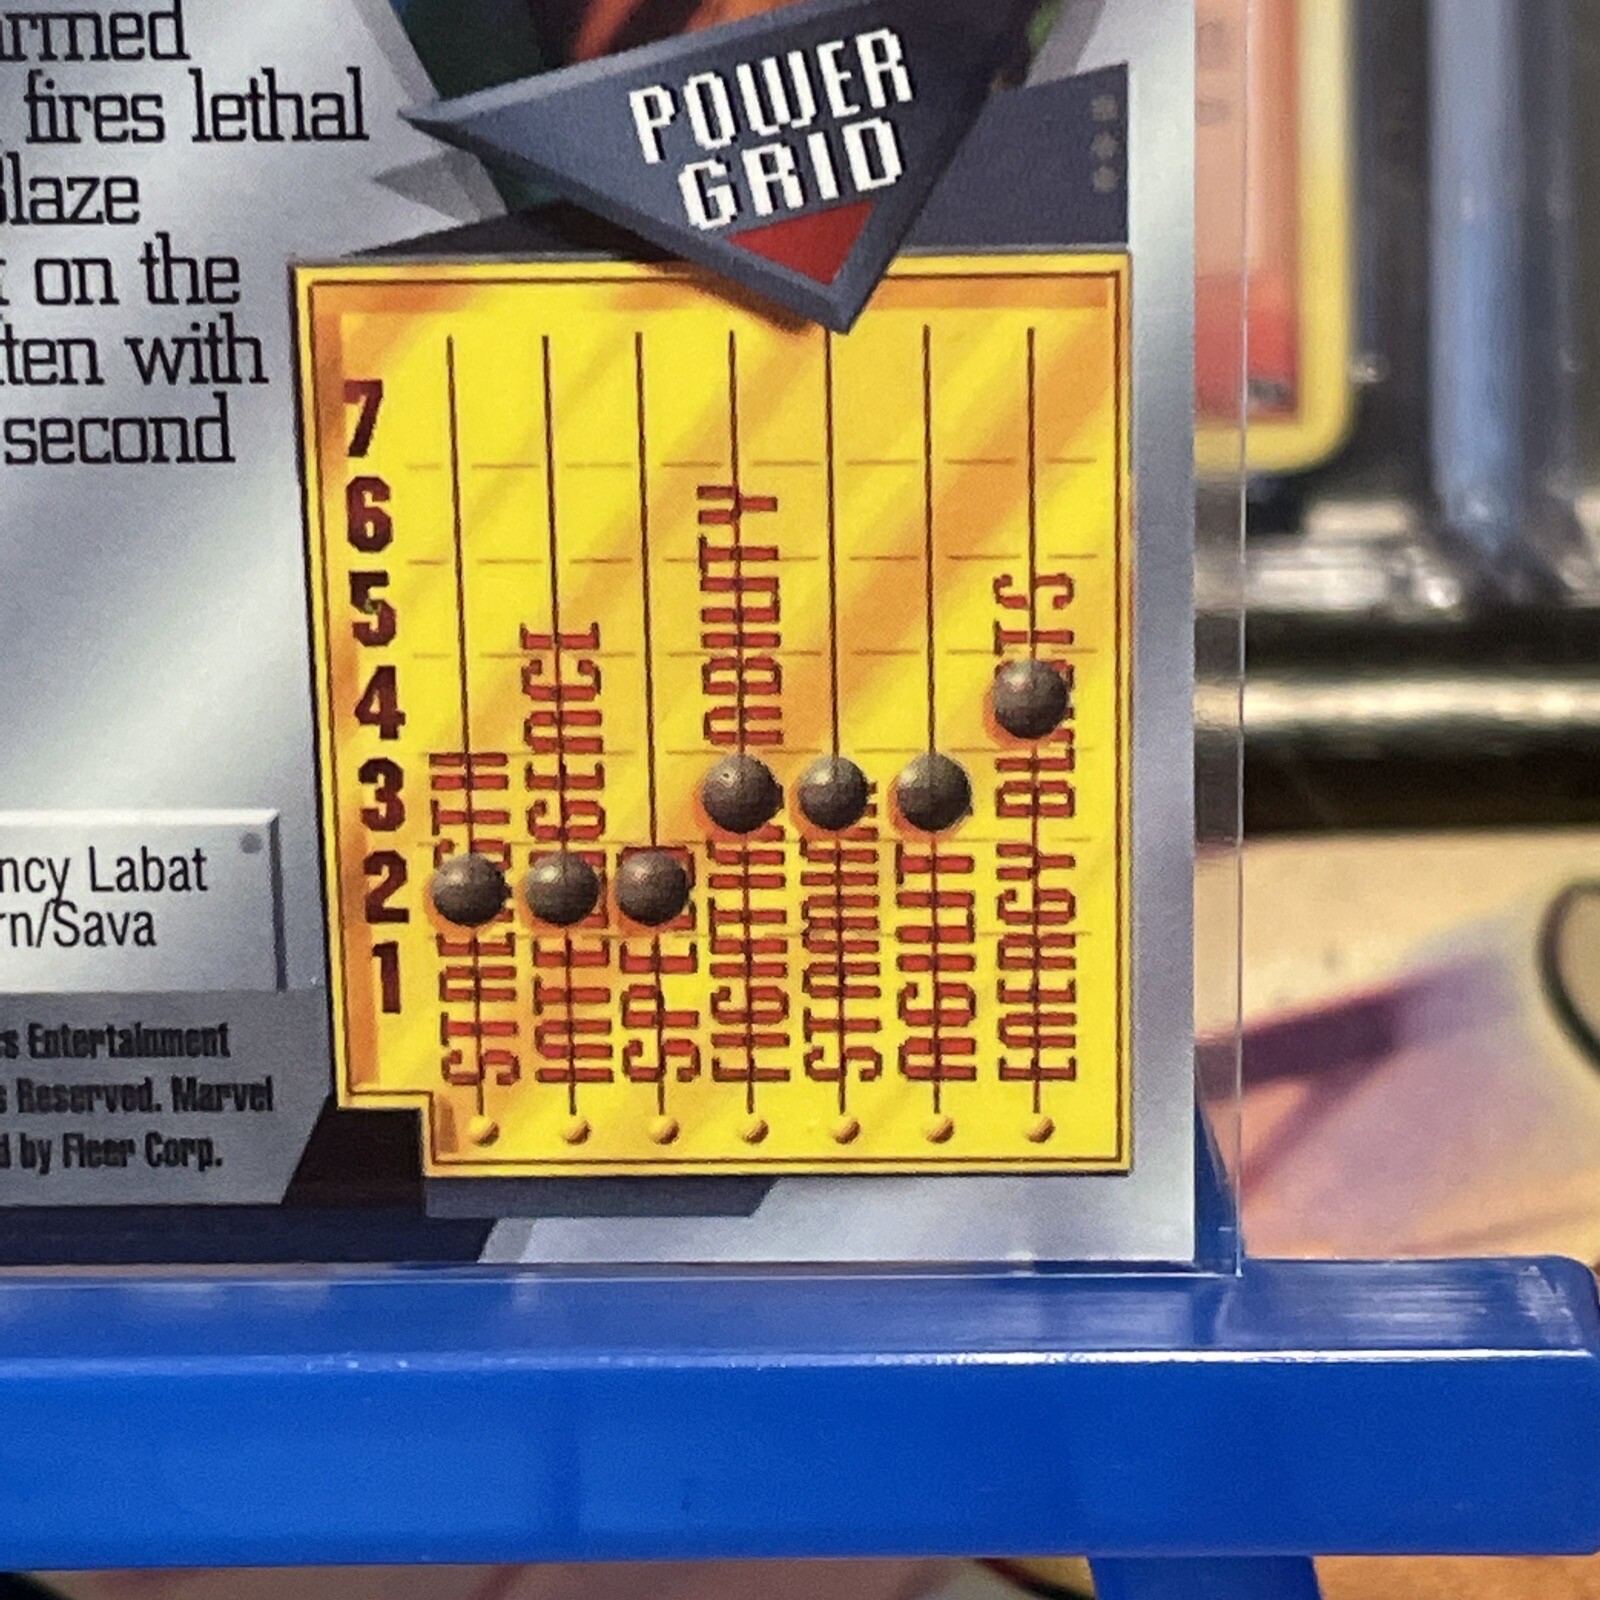 armed
fires lethal
Blaze
on the
ten with
second
POWER
GRID
7
6
5
4
3
2
1
STRENGTH
INTELLIGENCE
SPEED
FIGHTING ABILITY
STAMINA
AGILITY
ENERGY BLASTS
ncy Labat
rn/Sava
s Entertainment
s Reserved. Marvel
d by Fleer Corp.